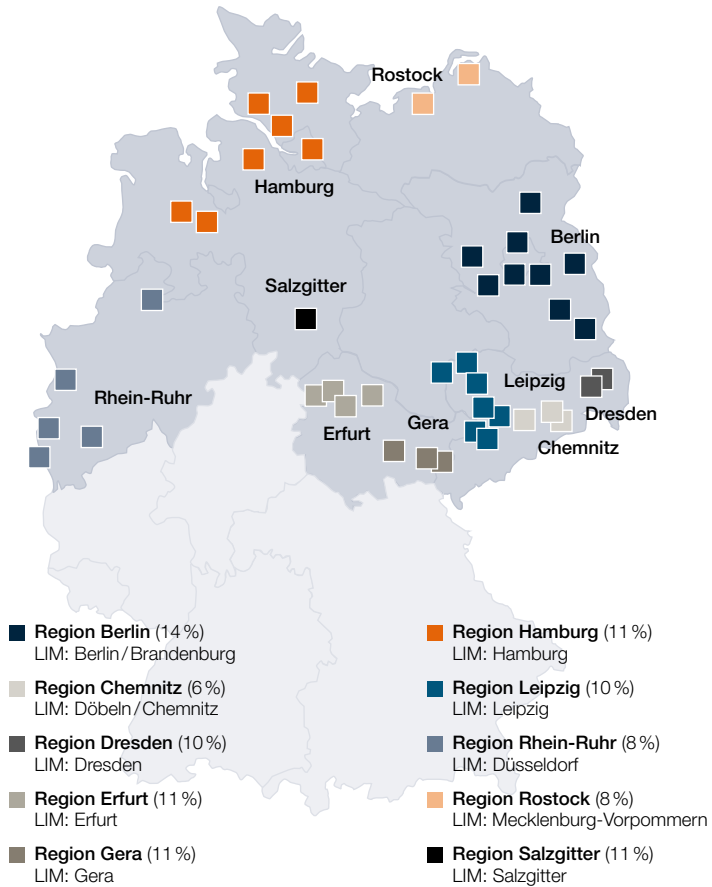 Rostock
Hamburg
Berlin
Salzgitter
Leipzig
Rhein-Ruhr
Dresden
Gera
Erfurt
Chemnitz
Region Berlin (14 %)
LIM: Berlin/Brandenburg
Region Chemnitz (6 %)
LIM: Döbeln/Chemnitz
Region Dresden (10 %)
LIM: Dresden
Region Erfurt (11 %)
LIM: Erfurt
Region Gera (11 %)
LIM: Gera
Region Hamburg (11 %)
LIM: Hamburg
Region Leipzig (10 %)
LIM: Leipzig
Region Rhein-Ruhr (8 %)
LIM: Düsseldorf
Region Rostock (8 %)
LIM: Mecklenburg-Vorpommern
Region Salzgitter (11 %)
LIM: Salzgitter